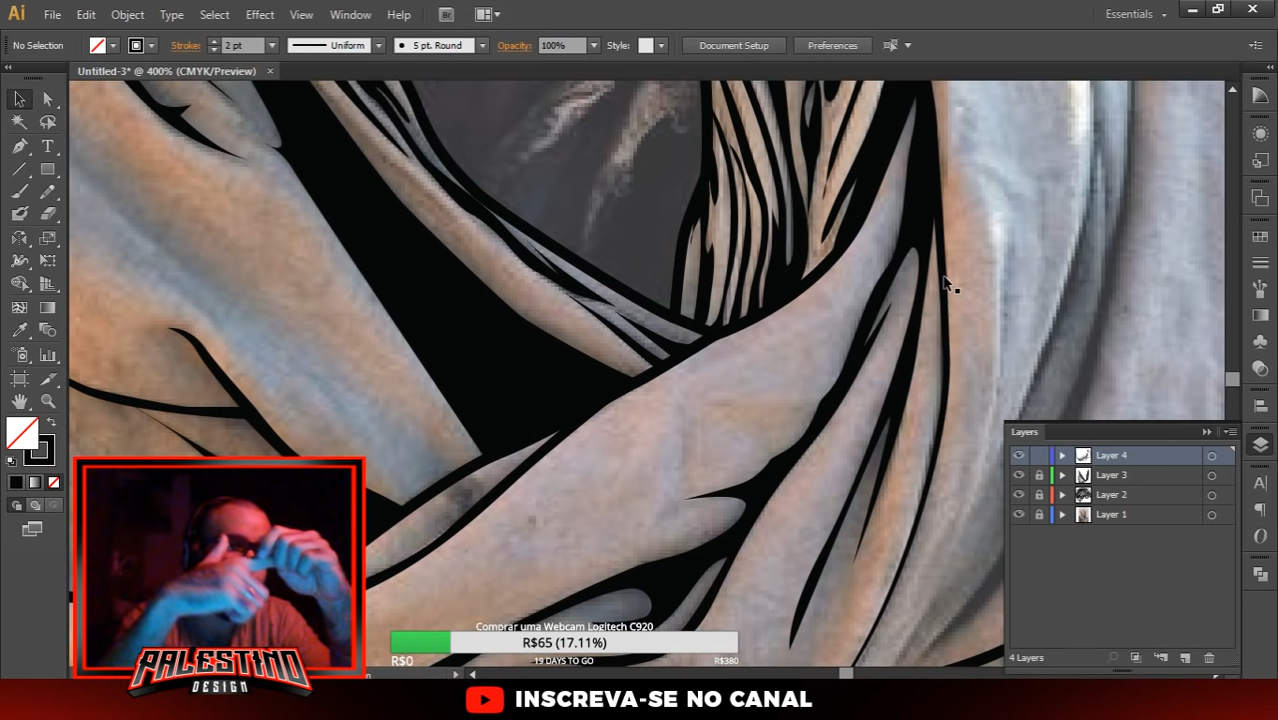 Ai File Edit Object Type Select Effect View Window Help Br Essentials
No Selection Stroke: 2 pt Uniform 5 pt. Round Opacity: 100% Style: Document Setup Preferences
Untitled-3* @ 400% (CMYK/Preview)
Layers
Layer 4
Layer 3
Layer 2
Layer 1
4 Layers
Comprar uma Webcam Logitech C920
R$65 (17.11%)
R$0 19 DAYS TO GO R$380
PALESTINO
DESIGN
INSCREVA-SE NO CANAL